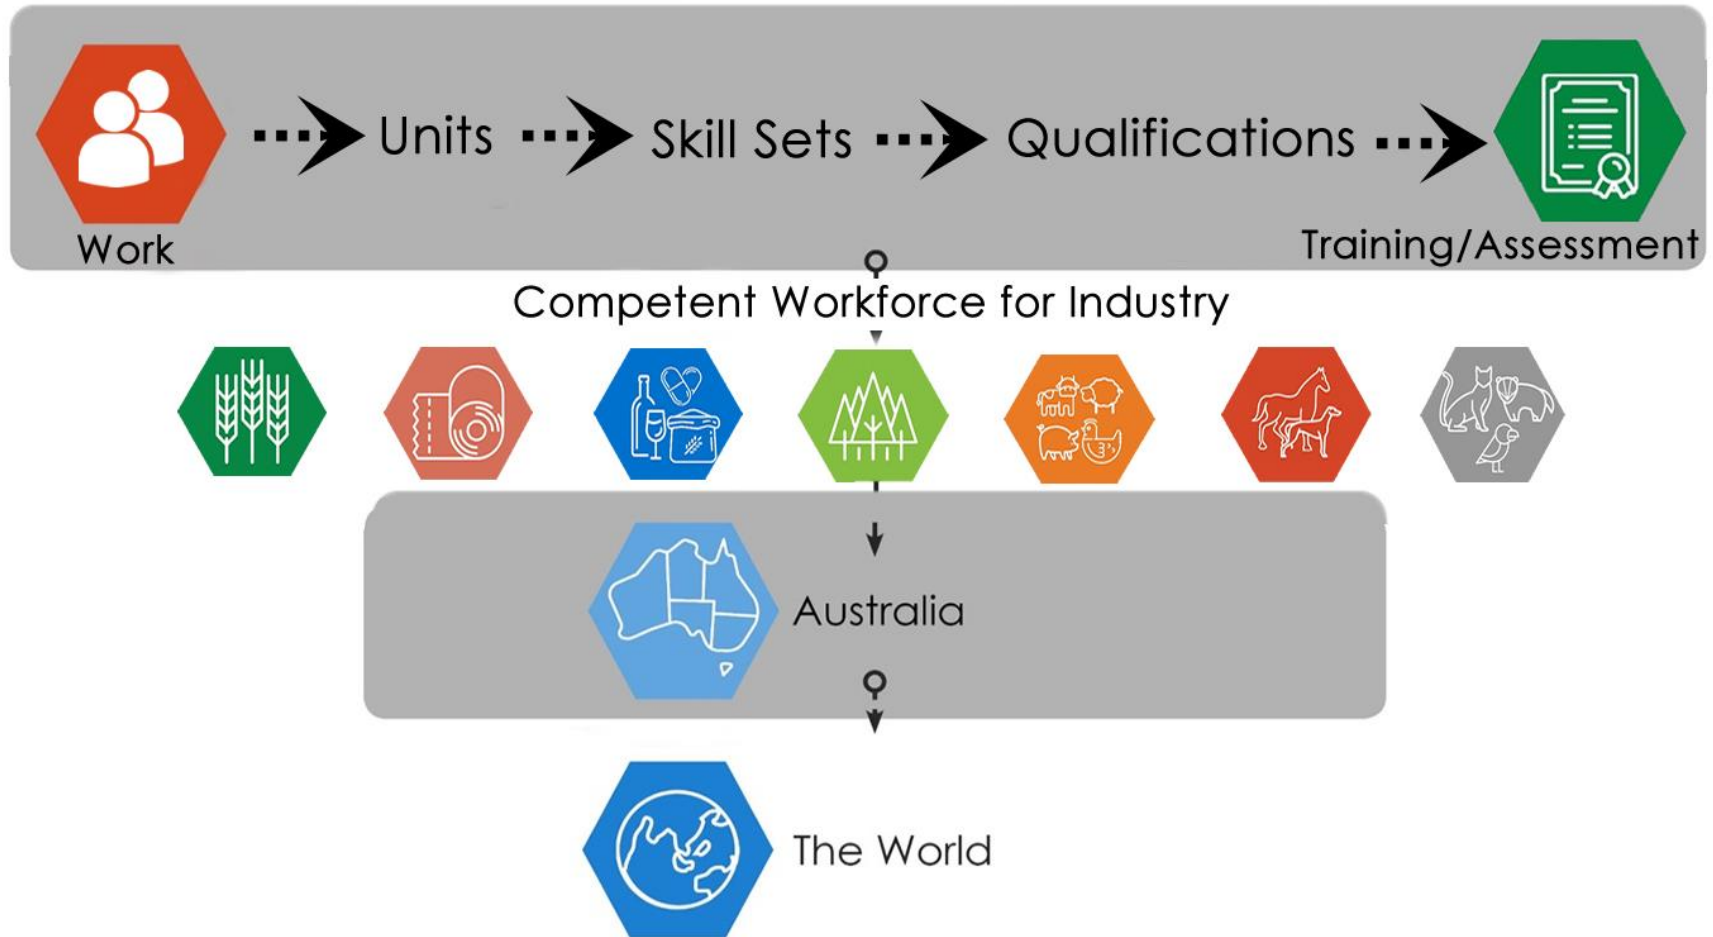 Units
Skill Sets
Qualifications
Work
Training/Assessment
Competent Workforce for Industry
Australia
The World